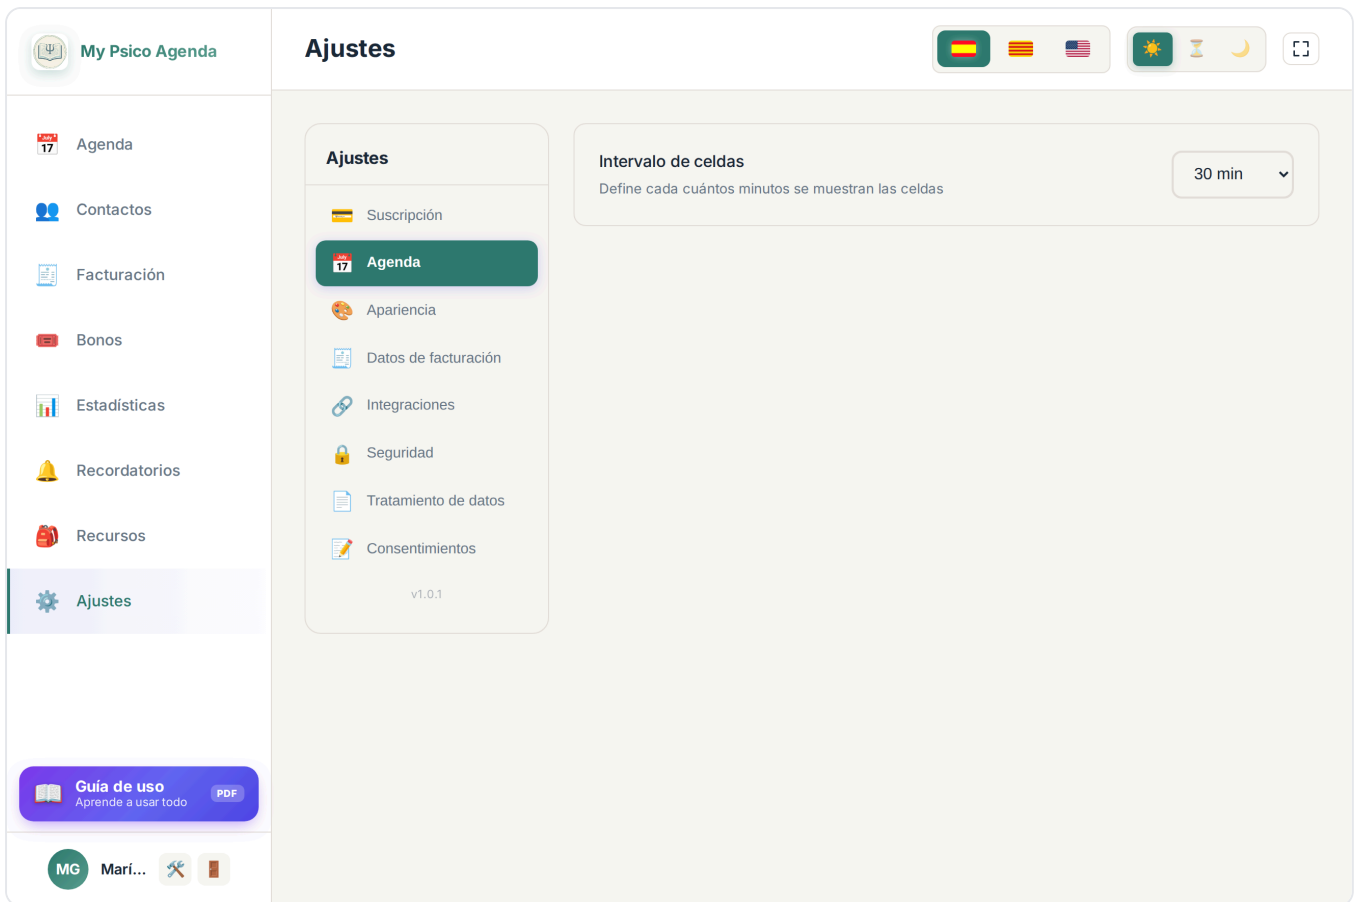 My Psico Agenda
Agenda
Contactos
Facturación
Bonos
Estadísticas
Recordatorios
Recursos
Ajustes
Guía de uso
Aprende a usar todo
PDF
MG
Marí...
Ajustes
Ajustes
Suscripción
Agenda
Apariencia
Datos de facturación
Integraciones
Seguridad
Tratamiento de datos
Consentimientos
v1.0.1
Intervalo de celdas
Define cada cuántos minutos se muestran las celdas
30 min